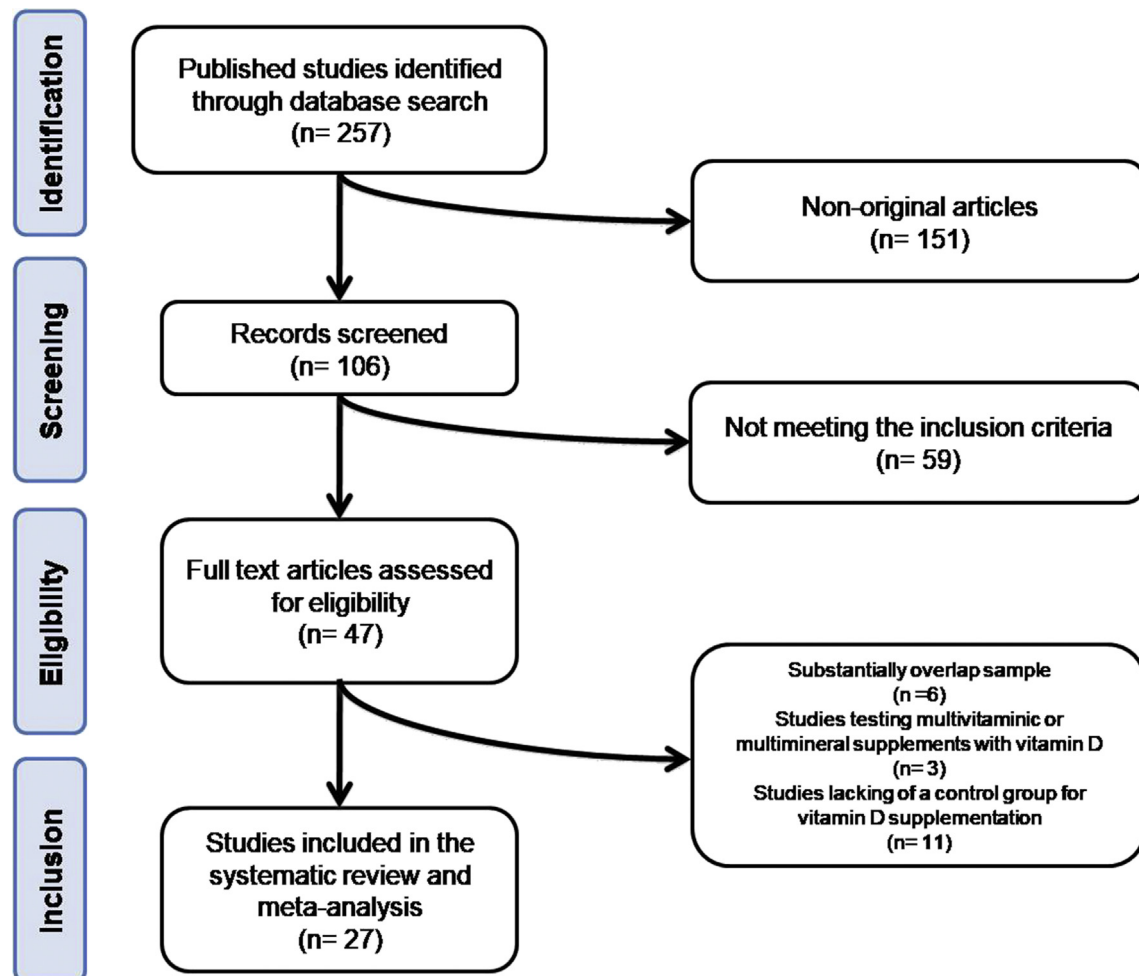 Identification
Published studies identified
through database search
(n= 257)
Non-original articles
(n= 151)
Screening
Records screened
(n= 106)
Not meeting the inclusion criteria
(n= 59)
Eligibility
Full text articles assessed
for eligibility
(n= 47)
Substantially overlap sample
(n =6)
Studies testing multivitaminic or
multimineral supplements with vitamin D
(n= 3)
Studies lacking of a control group for
vitamin D supplementation
(n= 11)
Inclusion
Studies included in the
systematic review and
meta-analysis
(n= 27)